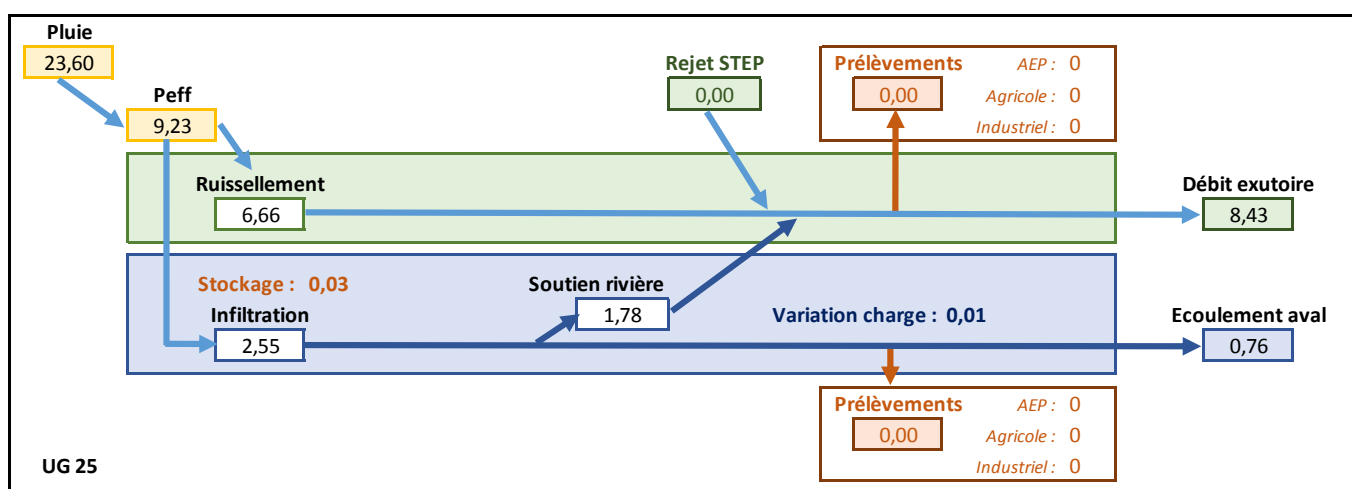 Pluie
23,60
Peff
9,23
Rejet STEP
0,00
Prélèvements
0,00
AEP : 0
Agricole : 0
Industriel : 0
Ruissellement
6,66
Débit exutoire
8,43
Stockage : 0,03
Infiltration
2,55
Soutien rivière
1,78
Variation charge : 0,01
Ecoulement aval
0,76
Prélèvements
0,00
AEP : 0
Agricole : 0
Industriel : 0
UG 25